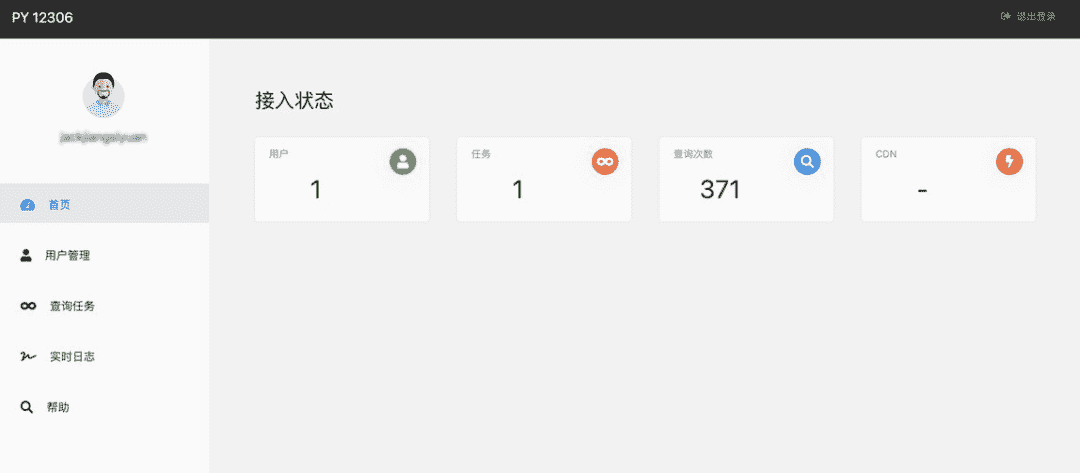 PY 12306
退出登录
接入状态
用户
1
任务
1
查询次数
371
CDN
-
首页
用户管理
查询任务
实时日志
帮助